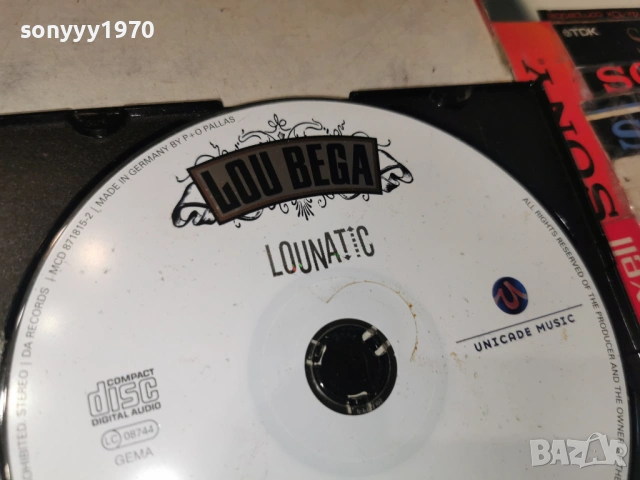 sonyyy1970
LOU BEGA
LOUNATIC
UNICADE MUSIC
COMPACT
disc
DIGITAL AUDIO
LC 08744
GEMA
STEREO | DA RECORDS | MCD 871815-2 | MADE IN GERMANY BY P+O PALLAS
ALL RIGHTS RESERVED OF THE PRODUCER AND THE OWNER
TDK
SONY
BAZAR